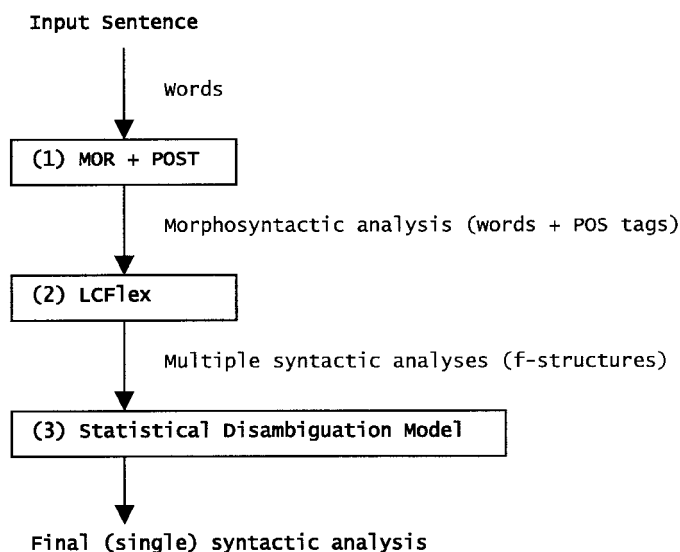 Input Sentence
Words
(1) MOR + POST
Morphosyntactic analysis (words + POS tags)
(2) LCFlex
Multiple syntactic analyses (f-structures)
(3) Statistical Disambiguation Model
Final (single) syntactic analysis